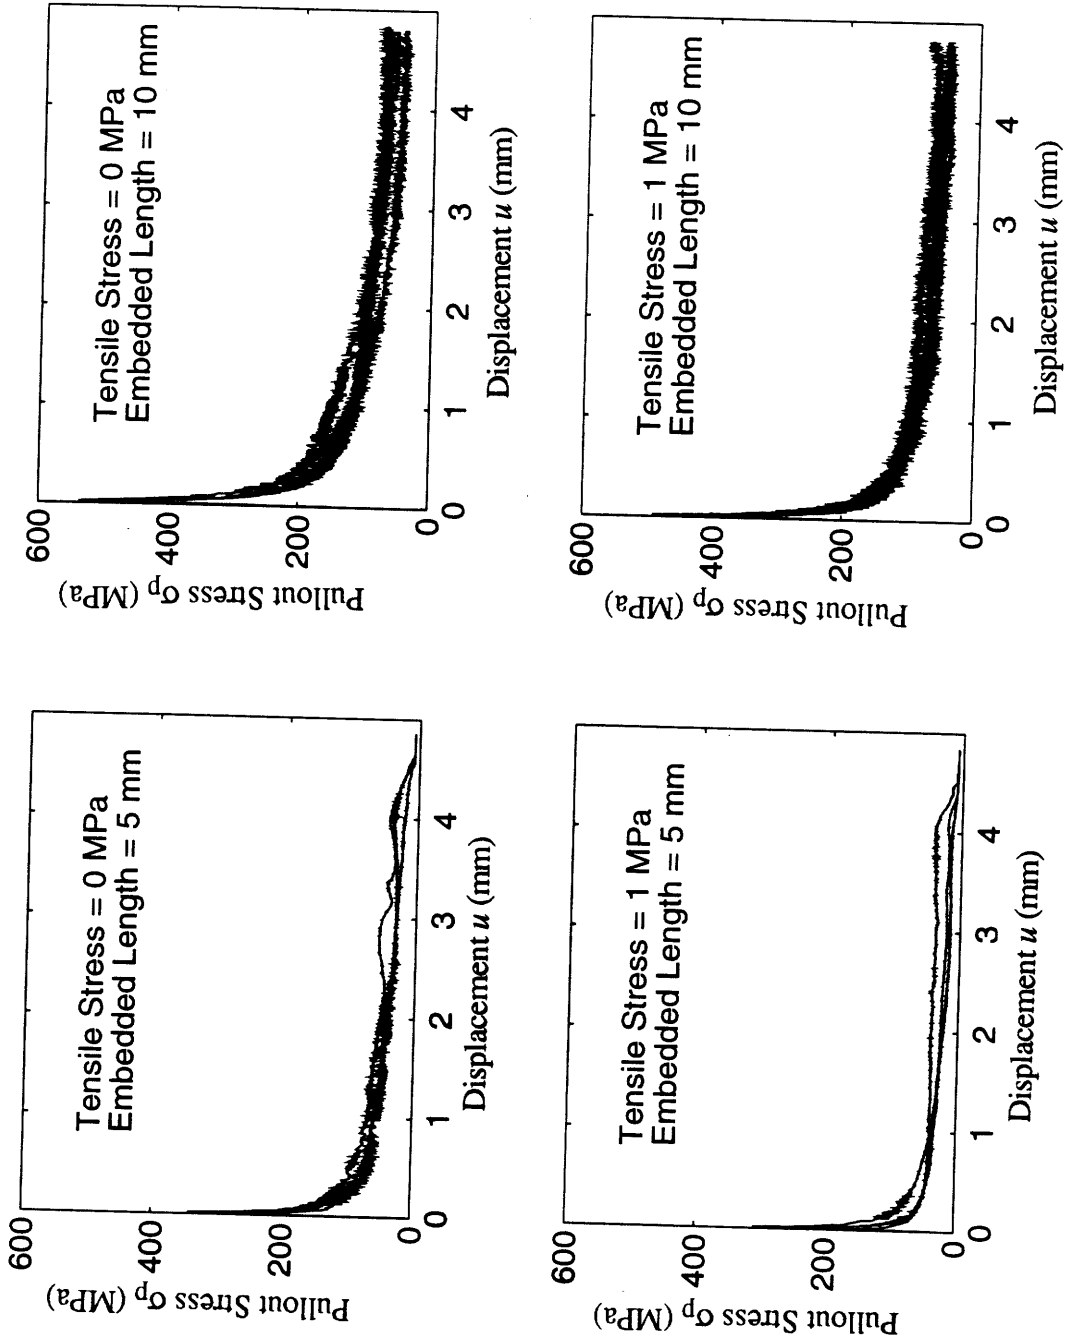 Tensile Stress = 0 MPa
Embedded Length = 5 mm
600
400
200
0
Pullout Stress σp (MPa)
0
1
2
3
4
Displacement u (mm)
Tensile Stress = 0 MPa
Embedded Length = 10 mm
600
400
200
0
Pullout Stress σp (MPa)
0
1
2
3
4
Displacement u (mm)
Tensile Stress = 1 MPa
Embedded Length = 5 mm
600
400
200
0
Pullout Stress σp (MPa)
0
1
2
3
4
Displacement u (mm)
Tensile Stress = 1 MPa
Embedded Length = 10 mm
600
400
200
0
Pullout Stress σp (MPa)
0
1
2
3
4
Displacement u (mm)